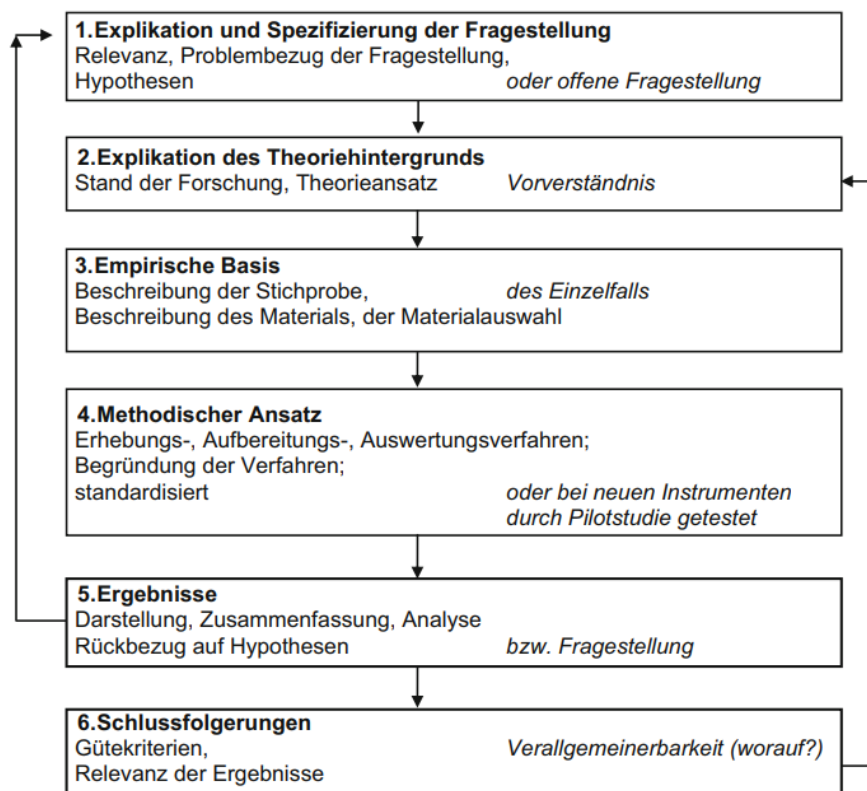 1.Explikation und Spezifizierung der Fragestellung
Relevanz, Problembezug der Fragestellung,
Hypothesen oder offene Fragestellung
2.Explikation des Theoriehintergrunds
Stand der Forschung, Theorieansatz Vorverständnis
3.Empirische Basis
Beschreibung der Stichprobe, des Einzelfalls
Beschreibung des Materials, der Materialauswahl
4.Methodischer Ansatz
Erhebungs-, Aufbereitungs-, Auswertungsverfahren;
Begründung der Verfahren;
standardisiert oder bei neuen Instrumenten
durch Pilotstudie getestet
5.Ergebnisse
Darstellung, Zusammenfassung, Analyse
Rückbezug auf Hypothesen bzw. Fragestellung
6.Schlussfolgerungen
Gütekriterien, Verallgemeinerbarkeit (worauf?)
Relevanz der Ergebnisse